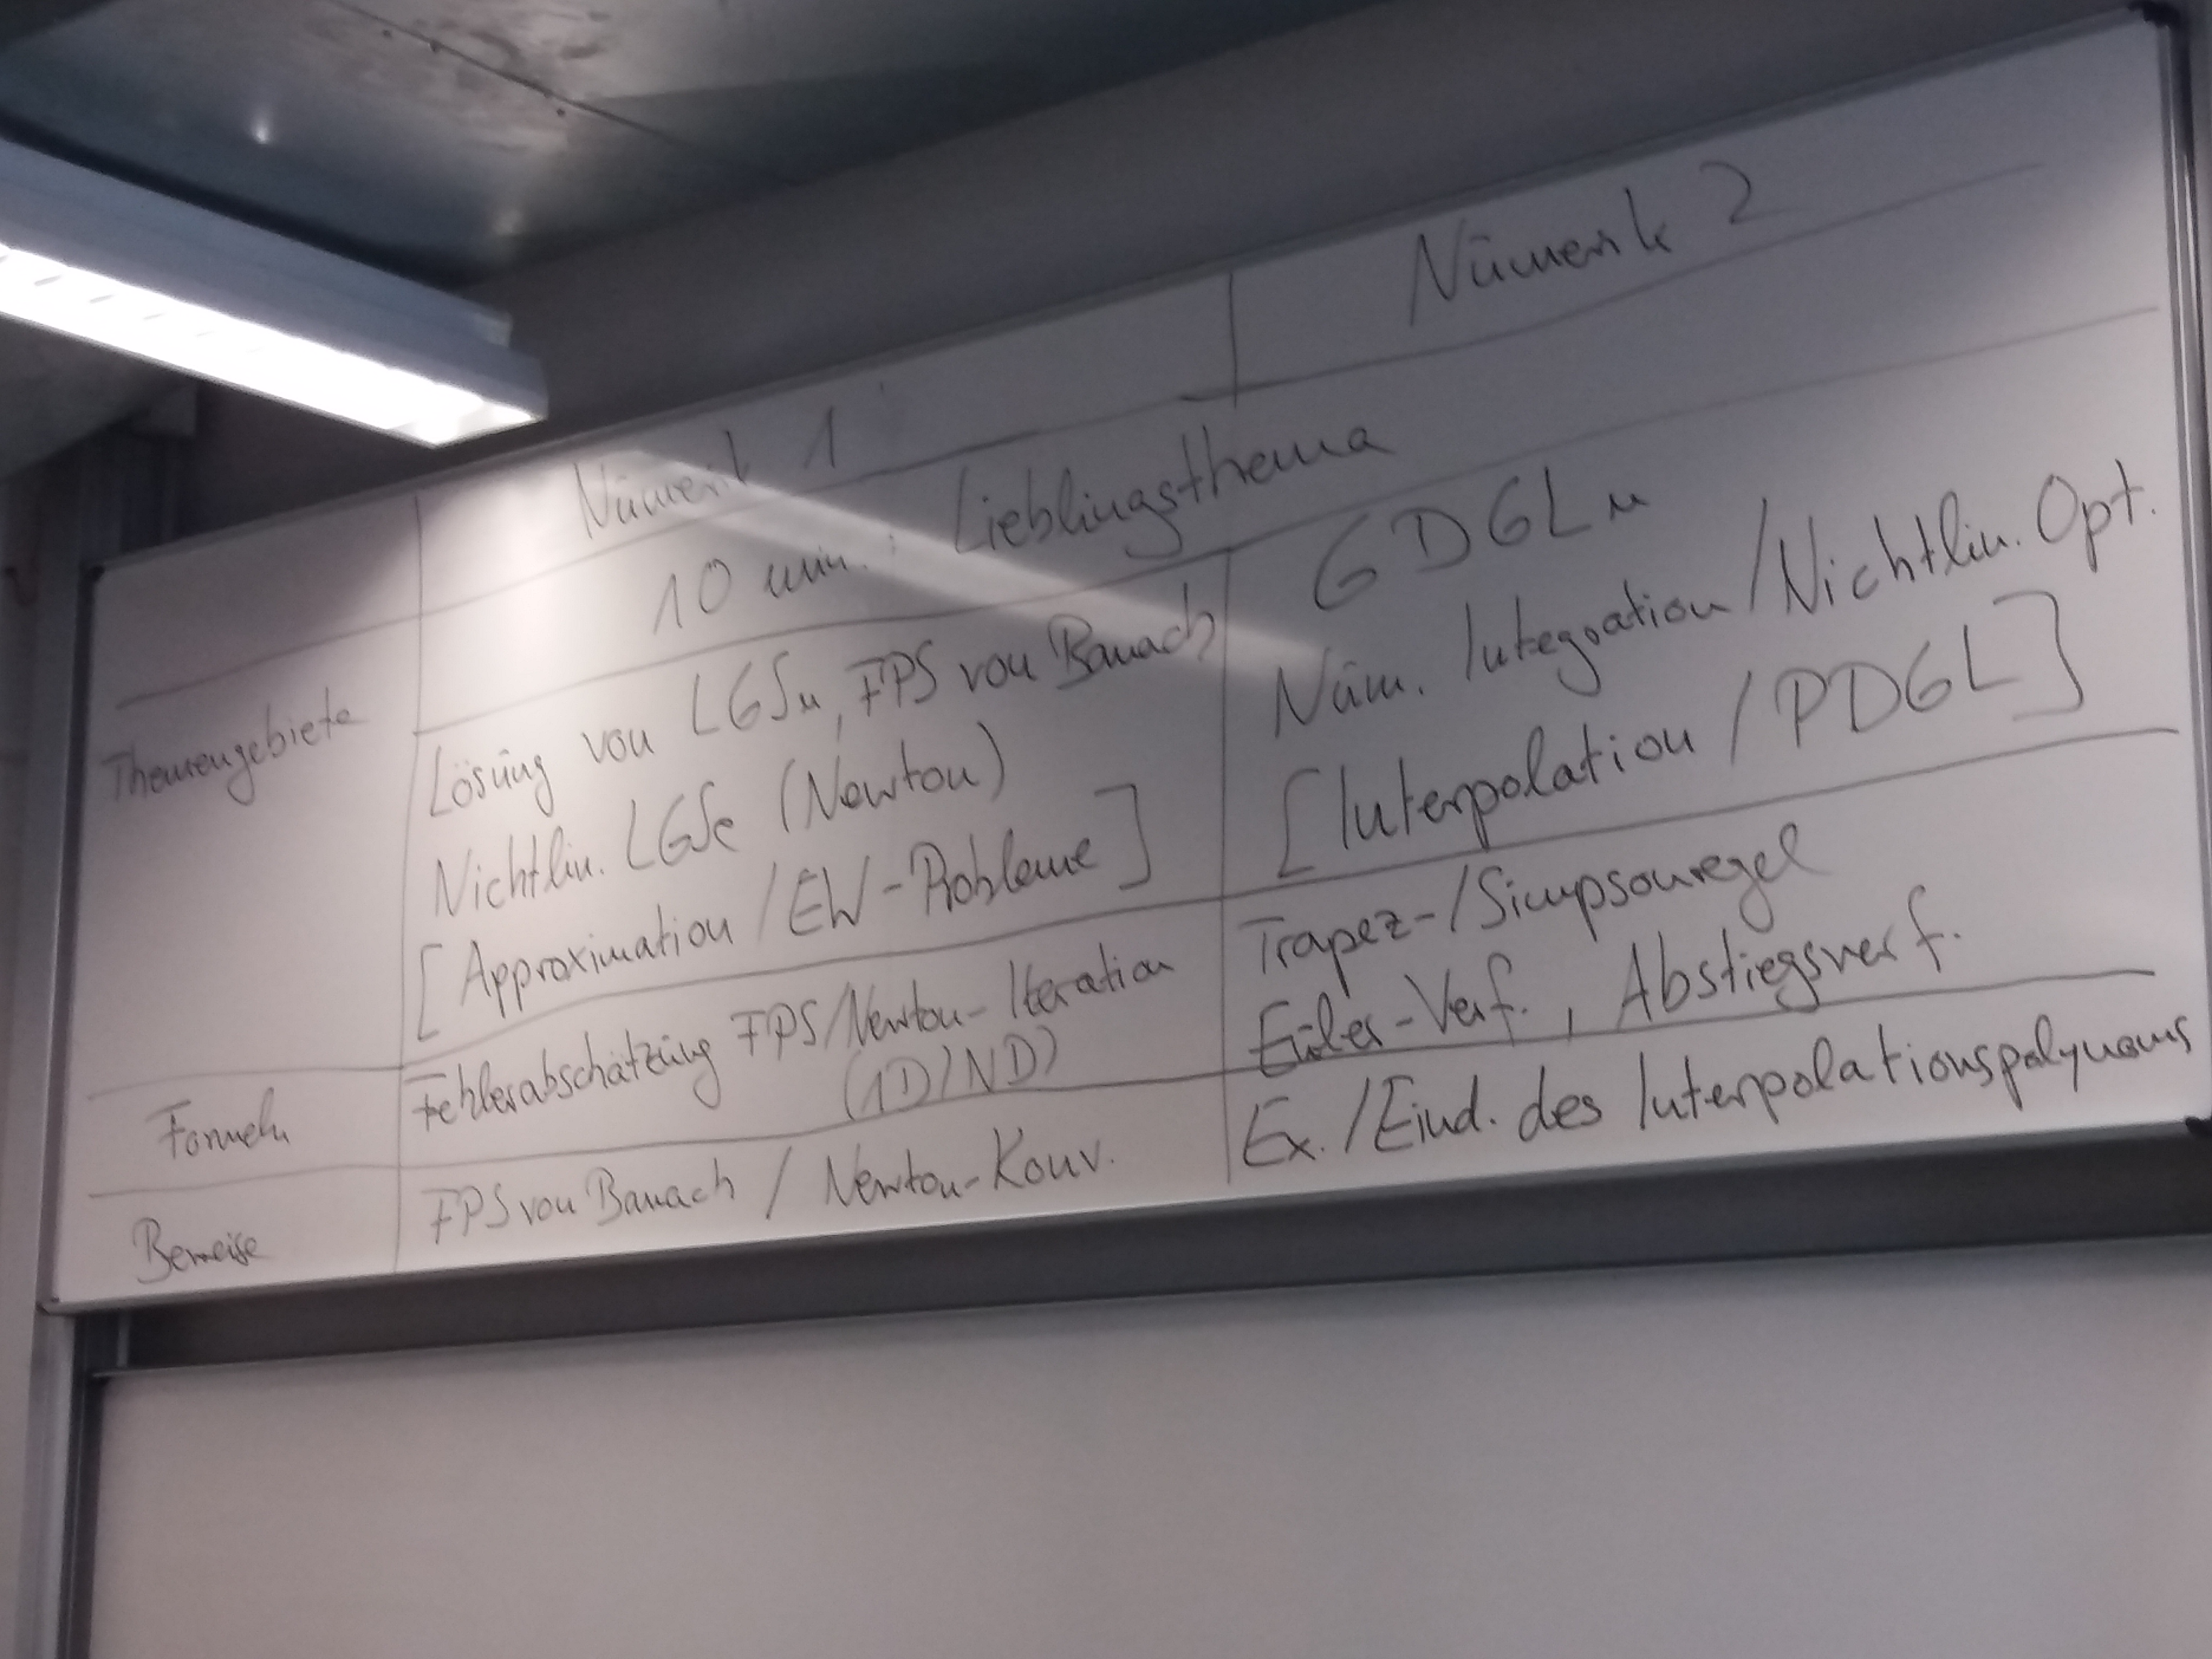 Numerik 1
Numerik 2
10 min.: Lieblingsthema
Themengebiete
Lösung von LGSn, FPS von Banach
Nichtlin. LGSe (Newton)
[Approximation / EW-Probleme]
GDGLn
Num. Integration / Nichtlin. Opt.
[Interpolation / PDGL]
Formeln
Fehlerabschätzung FPS/Newton-Iteration
(1D/ND)
Trapez-/Simpsonregel
Euler-Verf., Abstiegsverf.
Beweise
FPS von Banach / Newton-Konv.
Ex./Eind. des Interpolationspolynoms